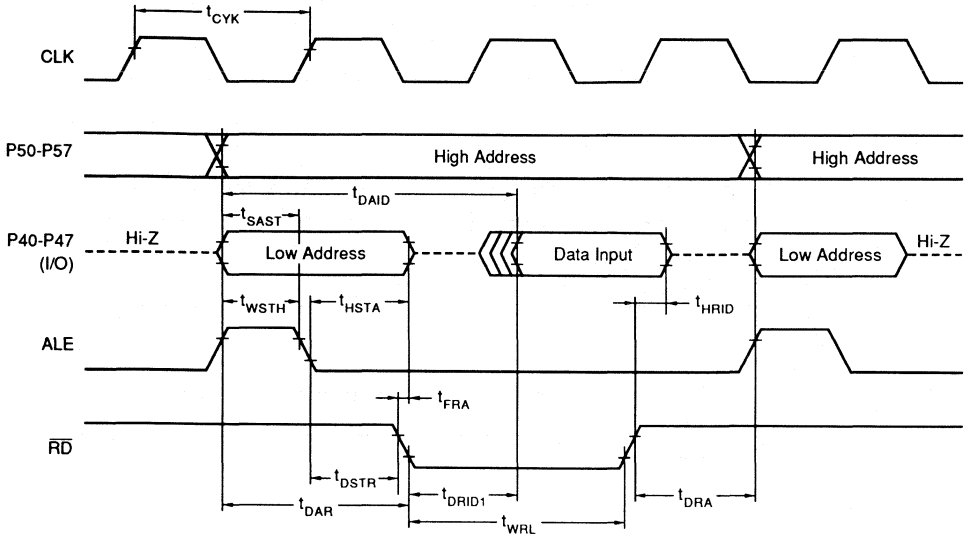 tCYK
CLK
P50-P57
High Address
High Address
tDAID
tSAST
P40-P47
(I/O)
Hi-Z
Low Address
Data Input
Low Address
Hi-Z
tWSTH
tHSTA
tHRID
ALE
tFRA
RD
tDSTR
tDAR
tDRID1
tDRA
tWRL